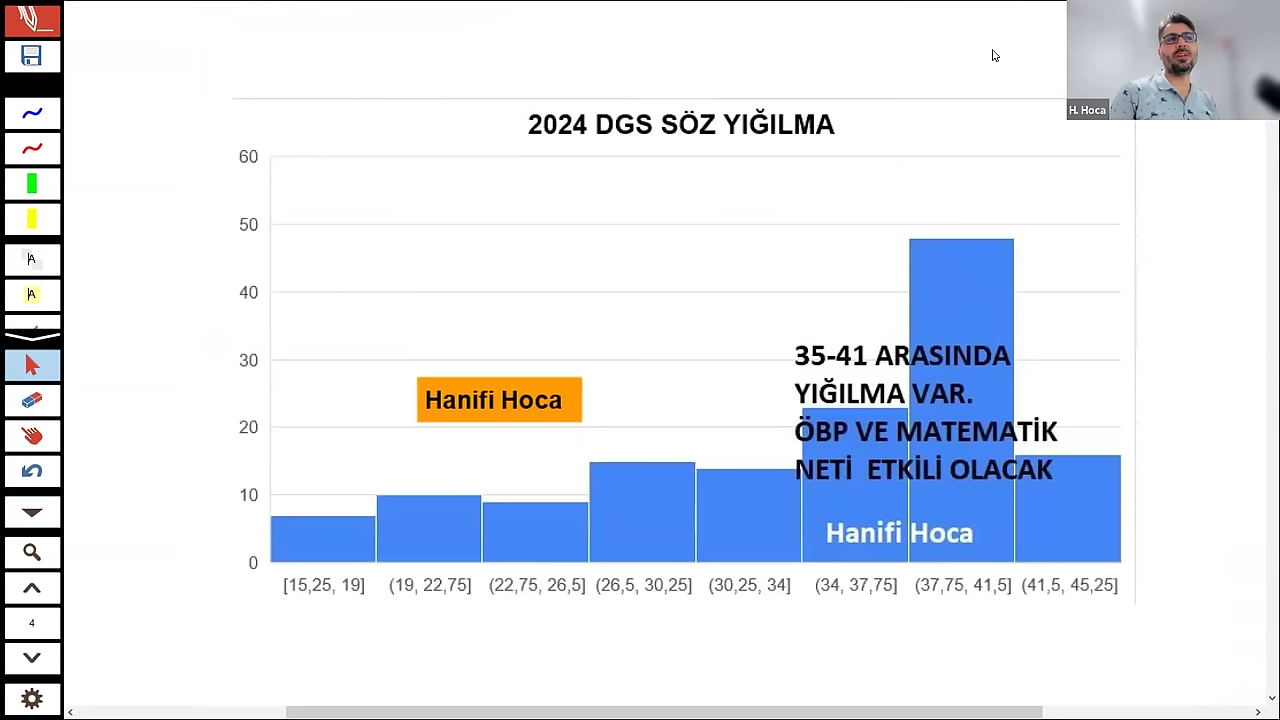 H. Hoca
2024 DGS SÖZ YIĞILMA
60
50
40
30
20
10
0
35-41 ARASINDA
YIĞILMA VAR.
ÖBP VE MATEMATİK
NETİ ETKİLİ OLACAK
Hanifi Hoca
Hanifi Hoca
[15,25, 19] (19, 22,75] (22,75, 26,5] (26,5, 30,25] (30,25, 34] (34, 37,75] (37,75, 41,5] (41,5, 45,25]
A
A
4